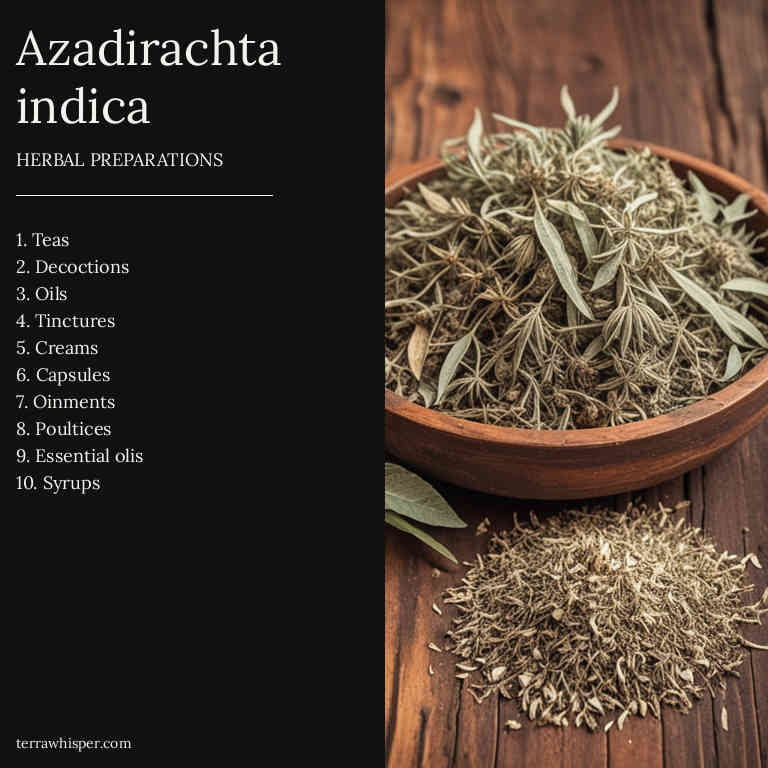 Azadirachta
indica
HERBAL PREPARATIONS
1. Teas
2. Decoctions
3. Oils
4. Tinctures
5. Creams
6. Capsules
7. Oinments
8. Poultices
9. Essential olis
10. Syrups
terrawhisper.com